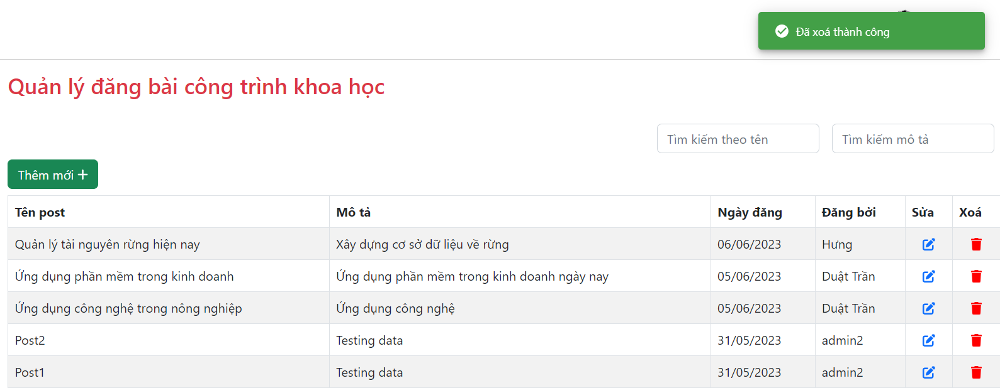 Đã xoá thành công
Quản lý đăng bài công trình khoa học
Tìm kiếm theo tên Tìm kiếm mô tả
Thêm mới +
Tên post Mô tả Ngày đăng Đăng bởi Sửa Xoá
Quản lý tài nguyên rừng hiện nay Xây dựng cơ sở dữ liệu về rừng 06/06/2023 Hưng
Ứng dụng phần mềm trong kinh doanh Ứng dụng phần mềm trong kinh doanh ngày nay 05/06/2023 Duật Trần
Ứng dụng công nghệ trong nông nghiệp Ứng dụng công nghệ 05/06/2023 Duật Trần
Post2 Testing data 31/05/2023 admin2
Post1 Testing data 31/05/2023 admin2